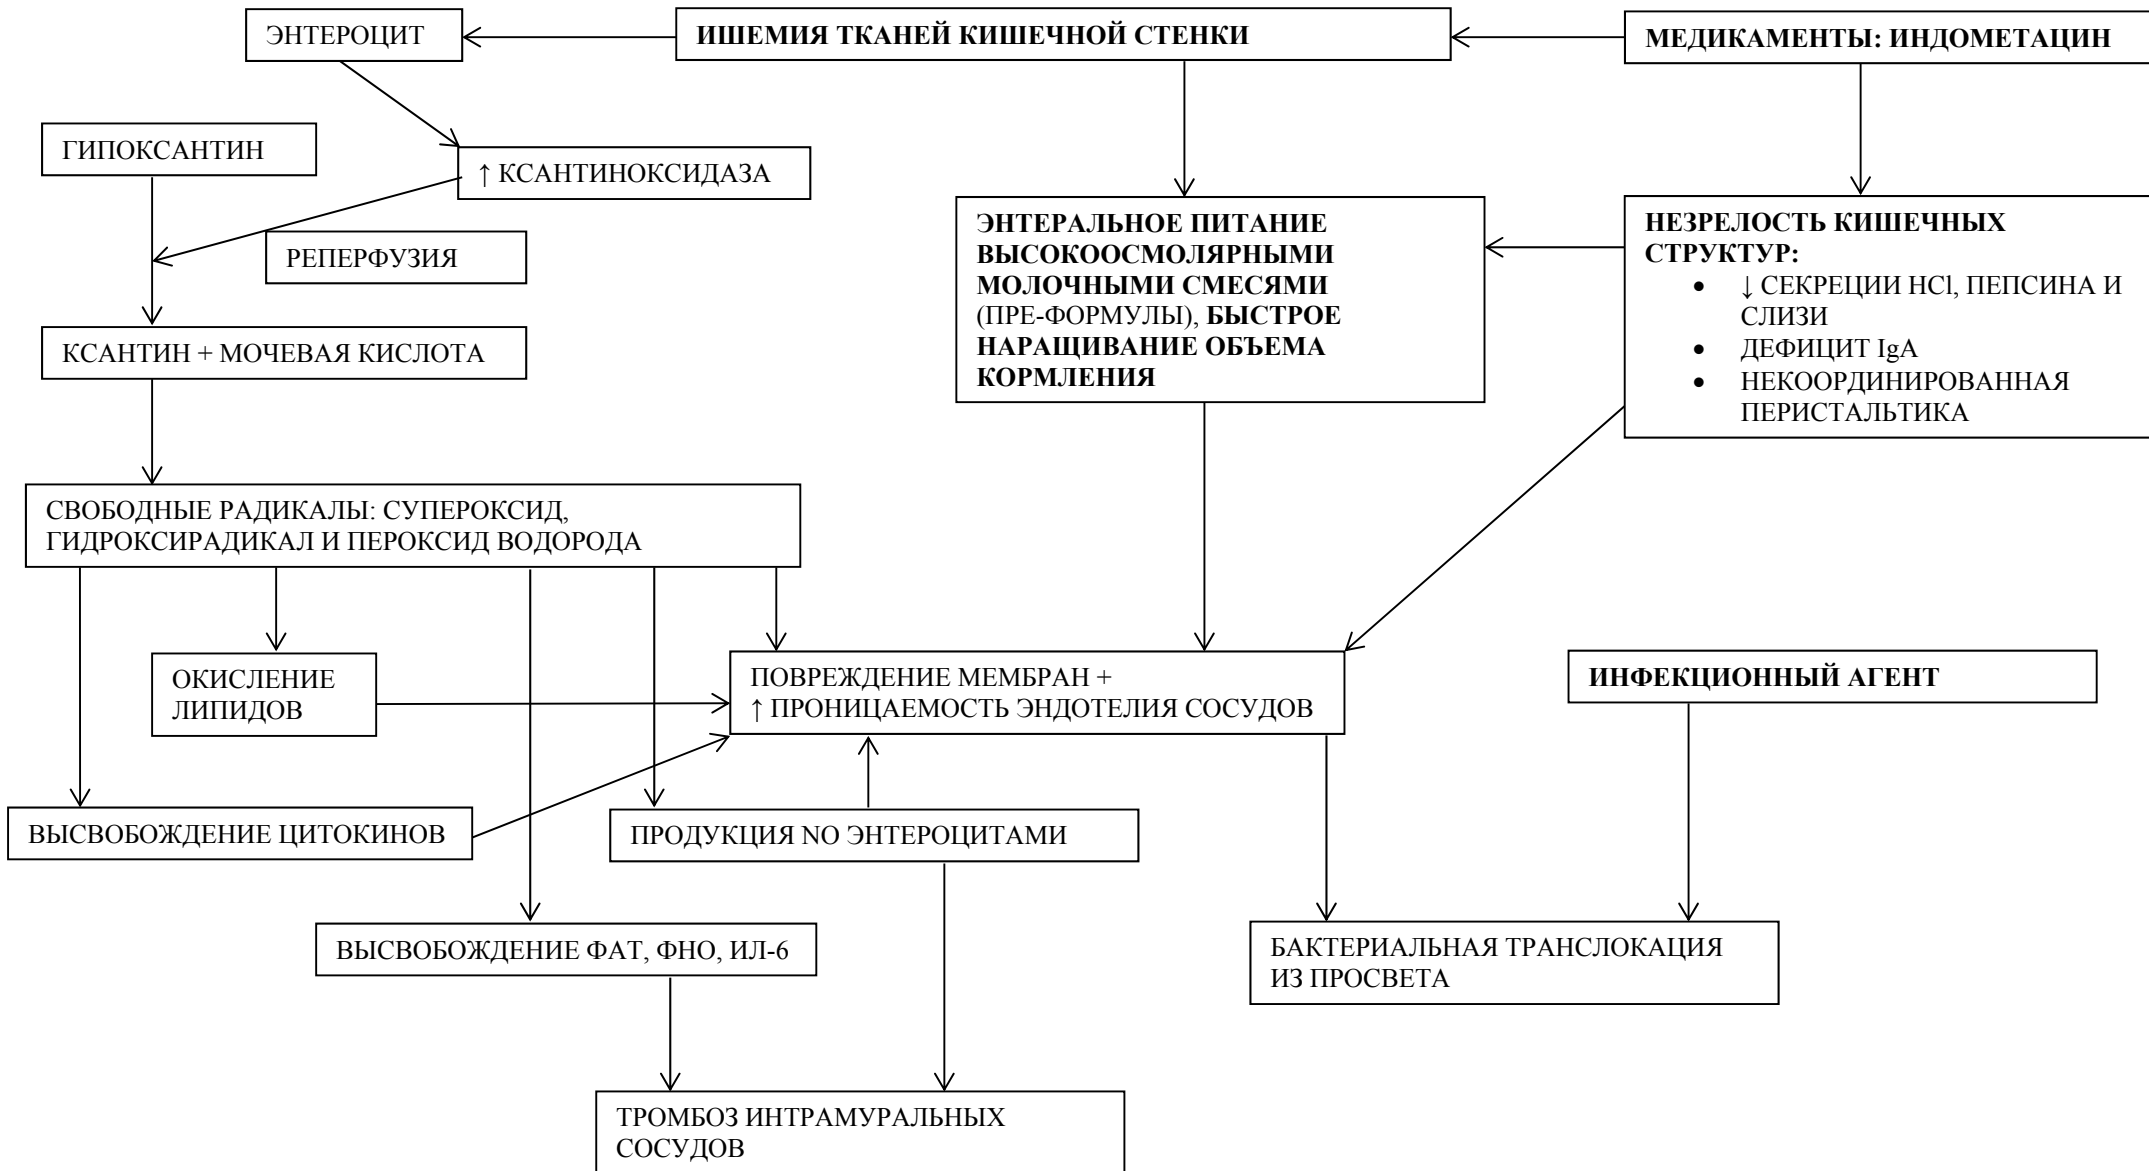 ЭНТЕРОЦИТ
ИШЕМИЯ ТКАНЕЙ КИШЕЧНОЙ СТЕНКИ
МЕДИКАМЕНТЫ: ИНДОМЕТАЦИН
ГИПОКСАНТИН
↑ КСАНТИНОКСИДАЗА
РЕПЕРФУЗИЯ
ЭНТЕРАЛЬНОЕ ПИТАНИЕ
ВЫСОКООСМОЛЯРНЫМИ
МОЛОЧНЫМИ СМЕСЯМИ
(ПРЕ-ФОРМУЛЫ), БЫСТРОЕ
НАРАЩИВАНИЕ ОБЪЕМА
КОРМЛЕНИЯ
НЕЗРЕЛОСТЬ КИШЕЧНЫХ
СТРУКТУР:
• ↓ СЕКРЕЦИИ HCl, ПЕПСИНА И
СЛИЗИ
• ДЕФИЦИТ IgA
• НЕКООРДИНИРОВАННАЯ
ПЕРИСТАЛЬТИКА
КСАНТИН + МОЧЕВАЯ КИСЛОТА
СВОБОДНЫЕ РАДИКАЛЫ: СУПЕРОКСИД,
ГИДРОКСИРАДИКАЛ И ПЕРОКСИД ВОДОРОДА
ОКИСЛЕНИЕ
ЛИПИДОВ
ПОВРЕЖДЕНИЕ МЕМБРАН +
↑ ПРОНИЦАЕМОСТЬ ЭНДОТЕЛИЯ СОСУДОВ
ИНФЕКЦИОННЫЙ АГЕНТ
ВЫСВОБОЖДЕНИЕ ЦИТОКИНОВ
ПРОДУКЦИЯ NO ЭНТЕРОЦИТАМИ
ВЫСВОБОЖДЕНИЕ ФАТ, ФНО, ИЛ-6
БАКТЕРИАЛЬНАЯ ТРАНСЛОКАЦИЯ
ИЗ ПРОСВЕТА
ТРОМБОЗ ИНТРАМУРАЛЬНЫХ
СОСУДОВ